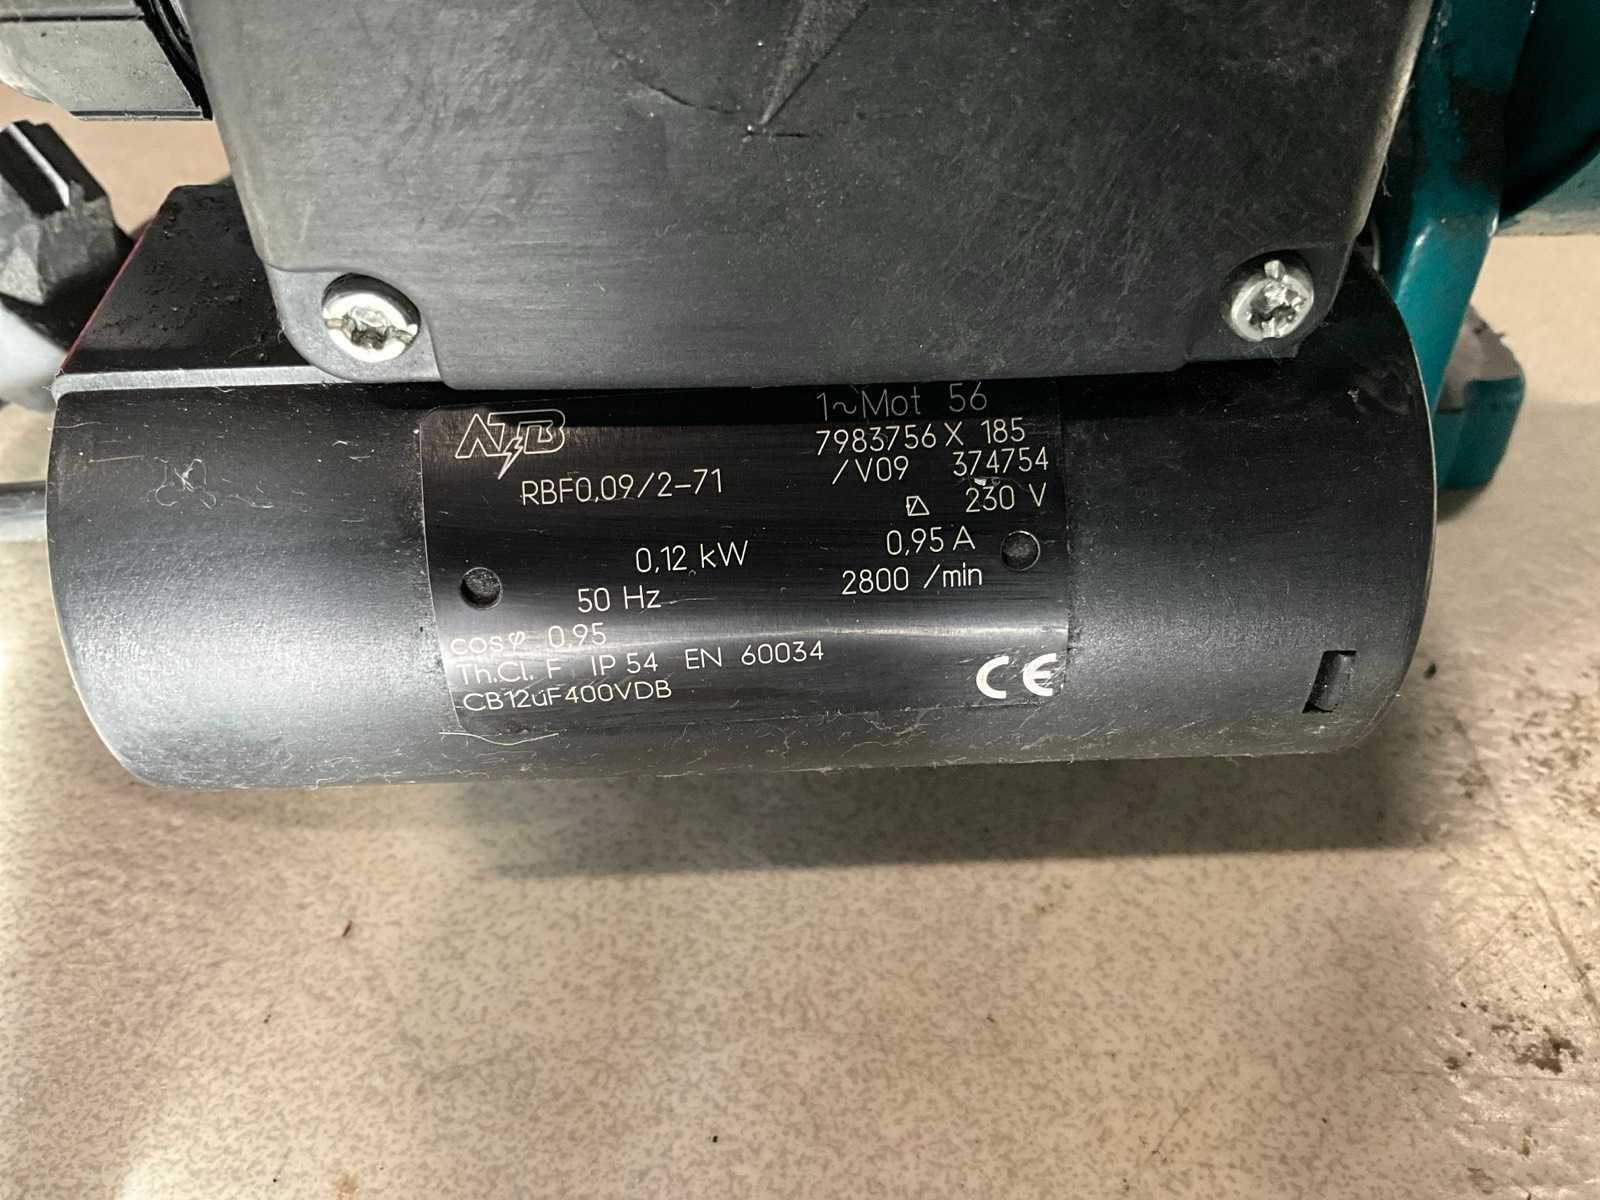 ATB
1~Mot 56
7983756 X 185
/V09 374754
RBF0,09/2-71
230 V
0,12 kW 0,95 A
50 Hz 2800 /min
cosφ 0,95
Th.Cl. F IP 54 EN 60034
CB12uF400VDB
CE